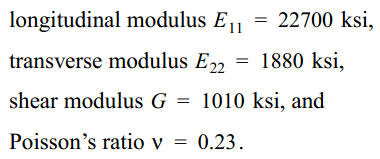 longitudinal modulus E₁₁ = 22700 ksi,
transverse modulus E₂₂ = 1880 ksi,
shear modulus G = 1010 ksi, and
Poisson’s ratio ν = 0.23.